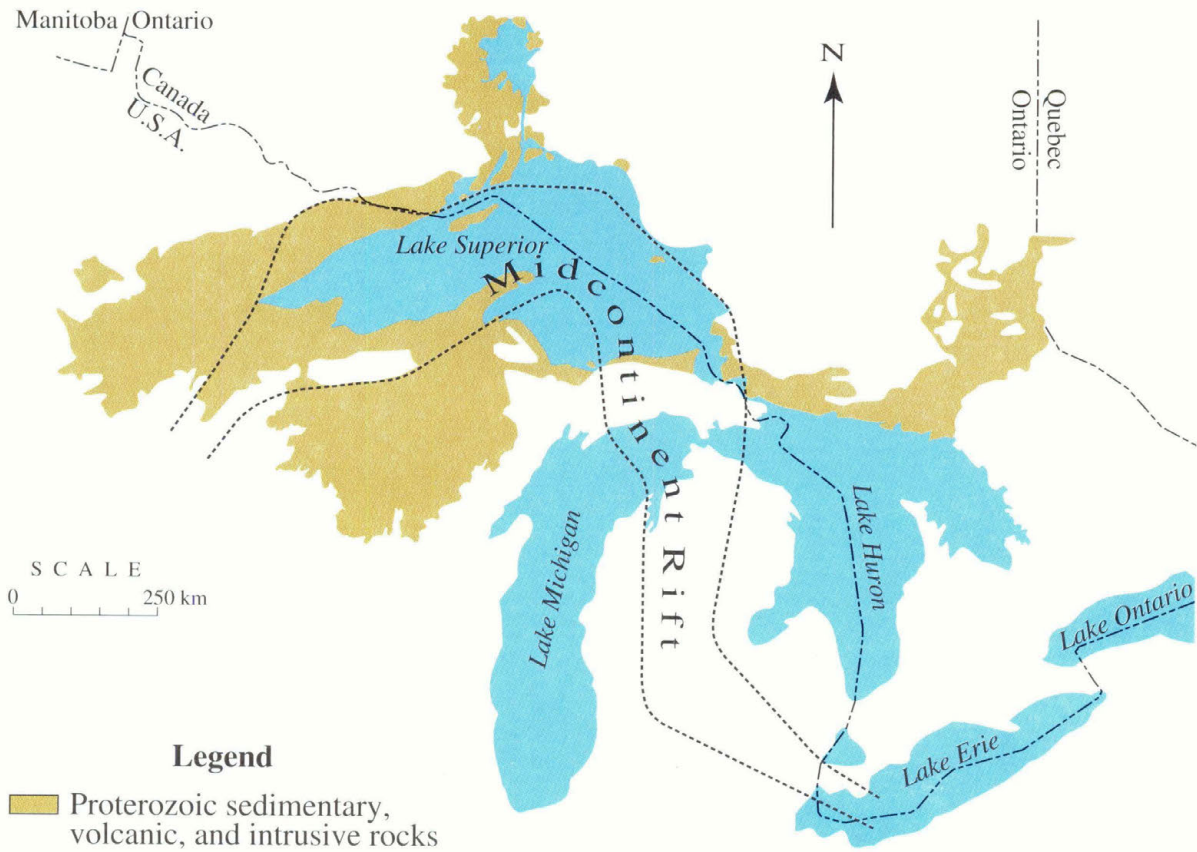 Manitoba Ontario
Canada
U.S.A.
N
Quebec
Ontario
Lake Superior
Midcontinent Rift
Lake Michigan
Lake Huron
Lake Ontario
Lake Erie
SCALE
0 250 km
Legend
Proterozoic sedimentary,
volcanic, and intrusive rocks